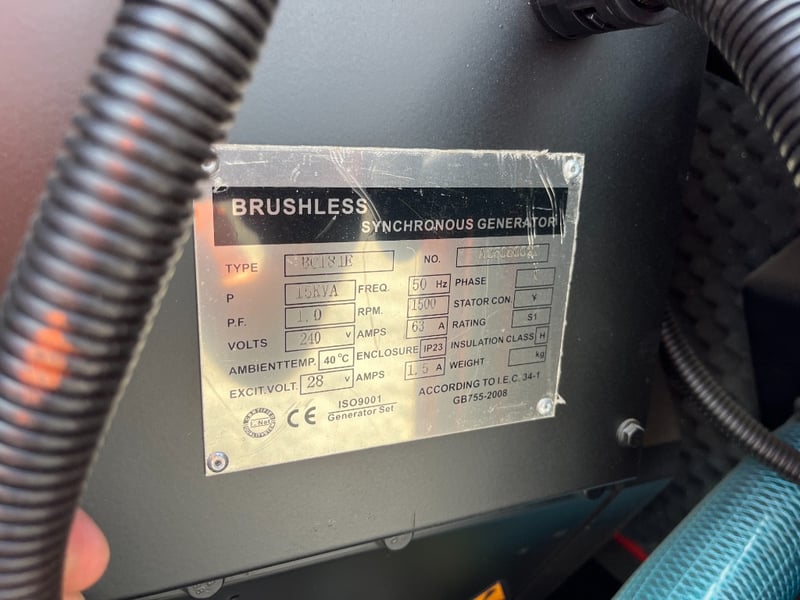 BRUSHLESS
SYNCHRONOUS GENERATOR
TYPE BCI81E NO.
P 15KVA FREQ. 50 Hz PHASE
P.F. 1.0 RPM. 1500 STATOR CON. Y
VOLTS 240 V AMPS 63 A RATING S1
AMBIENTTEMP. 40℃ ENCLOSURE IP23 INSULATION CLASS H
EXCIT.VOLT. 28 V AMPS 1.5 A WEIGHT kg
CE ISO9001 ACCORDING TO I.E.C. 34-1
Generator Set GB755-2008